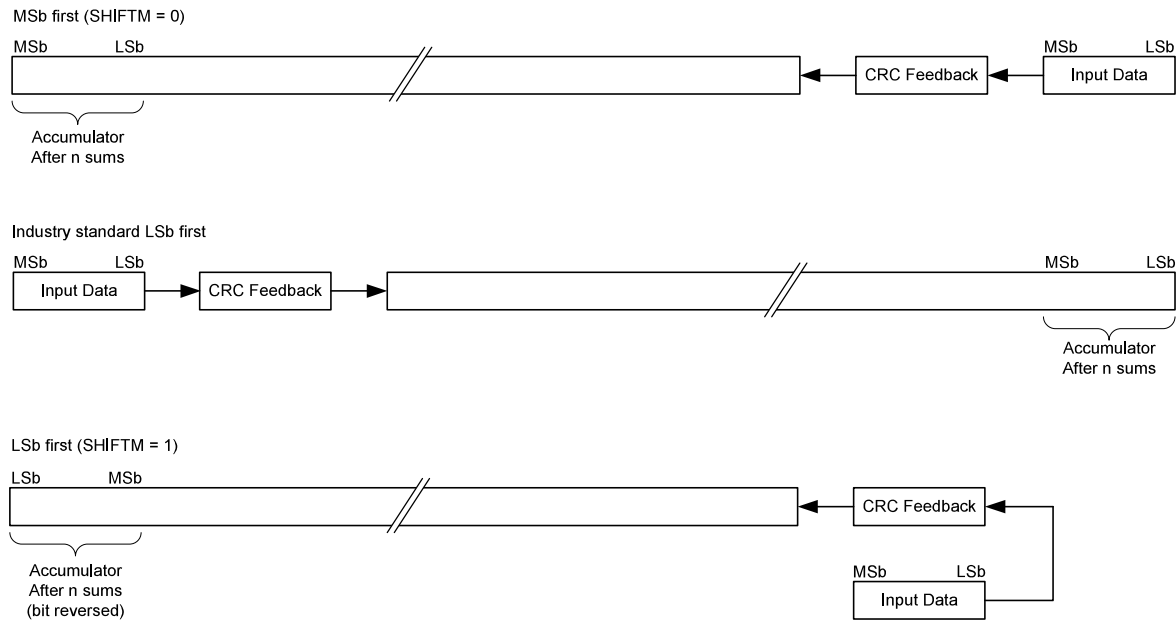 MSb first (SHIFTM = 0)
MSb LSb MSb LSb
CRC Feedback Input Data
Accumulator
After n sums
Industry standard LSb first
MSb LSb MSb LSb
Input Data CRC Feedback
Accumulator
After n sums
LSb first (SHIFTM = 1)
LSb MSb
CRC Feedback
Accumulator
After n sums
(bit reversed)
MSb LSb
Input Data